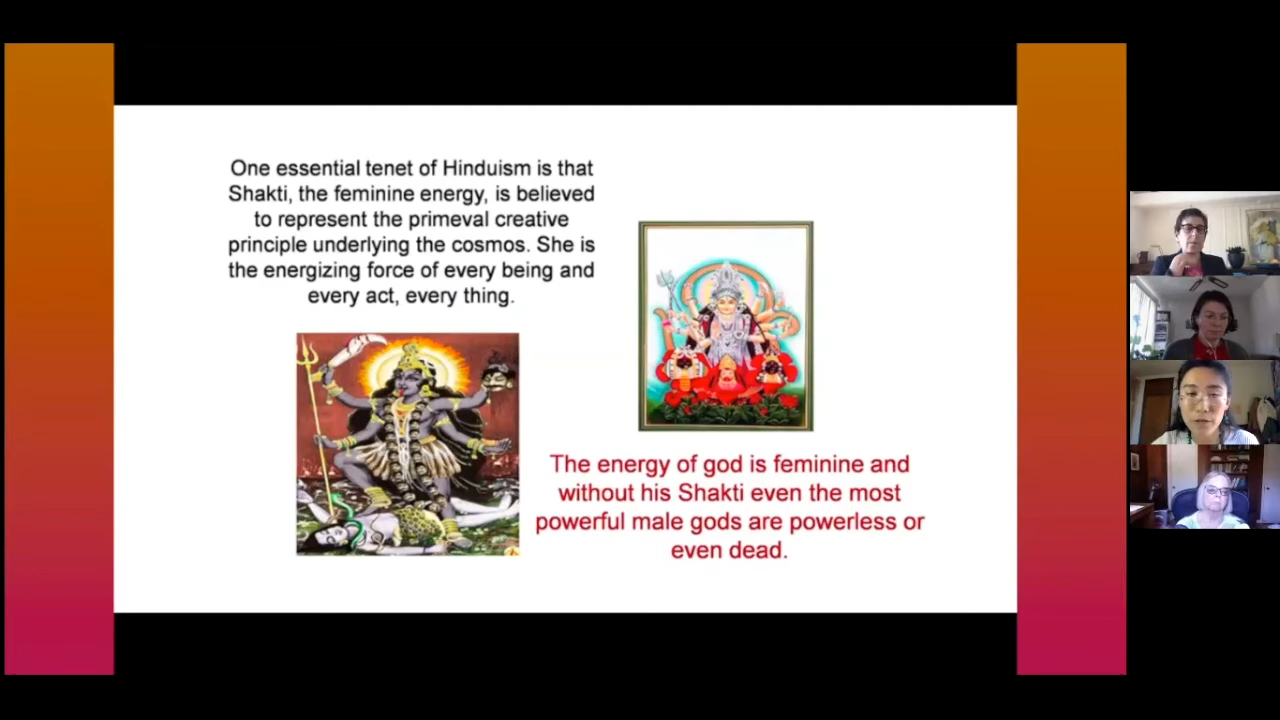 One essential tenet of Hinduism is that
Shakti, the feminine energy, is believed
to represent the primeval creative
principle underlying the cosmos. She is
the energizing force of every being and
every act, every thing.
The energy of god is feminine and
without his Shakti even the most
powerful male gods are powerless or
even dead.